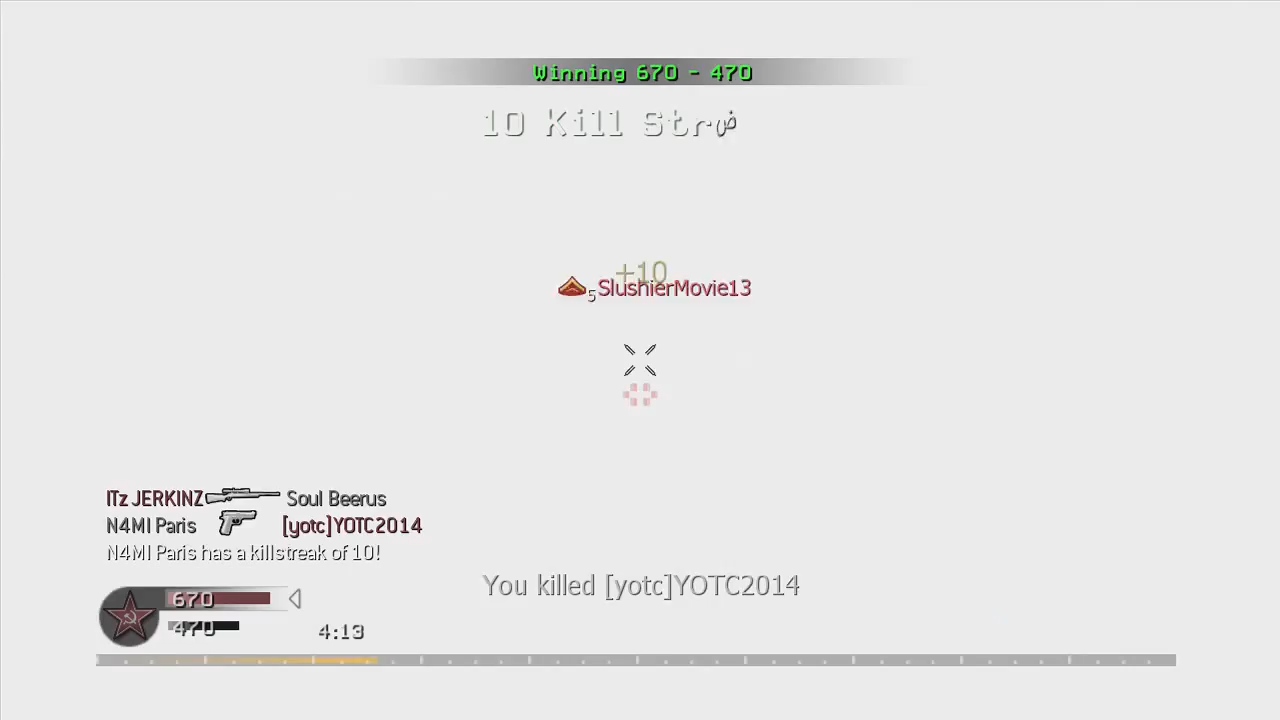 Winning 670 - 470
10 Kill Str
+10
5 SlushierMovie13
ITz JERKINZ Soul Beerus
N4MI Paris [yotc]YOTC2014
N4MI Paris has a killstreak of 10!
You killed [yotc]YOTC2014
670
470
4:13